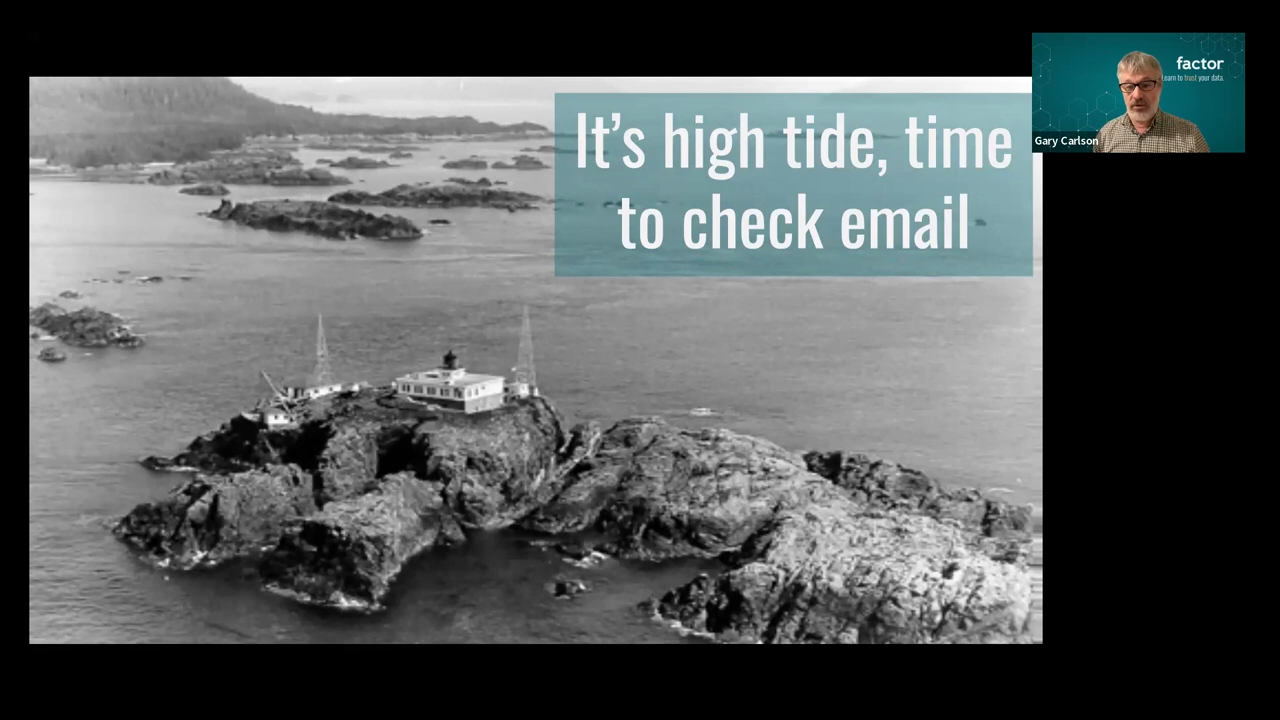 It's high tide, time
to check email
factor
Learn to trust your data.
Gary Carlson